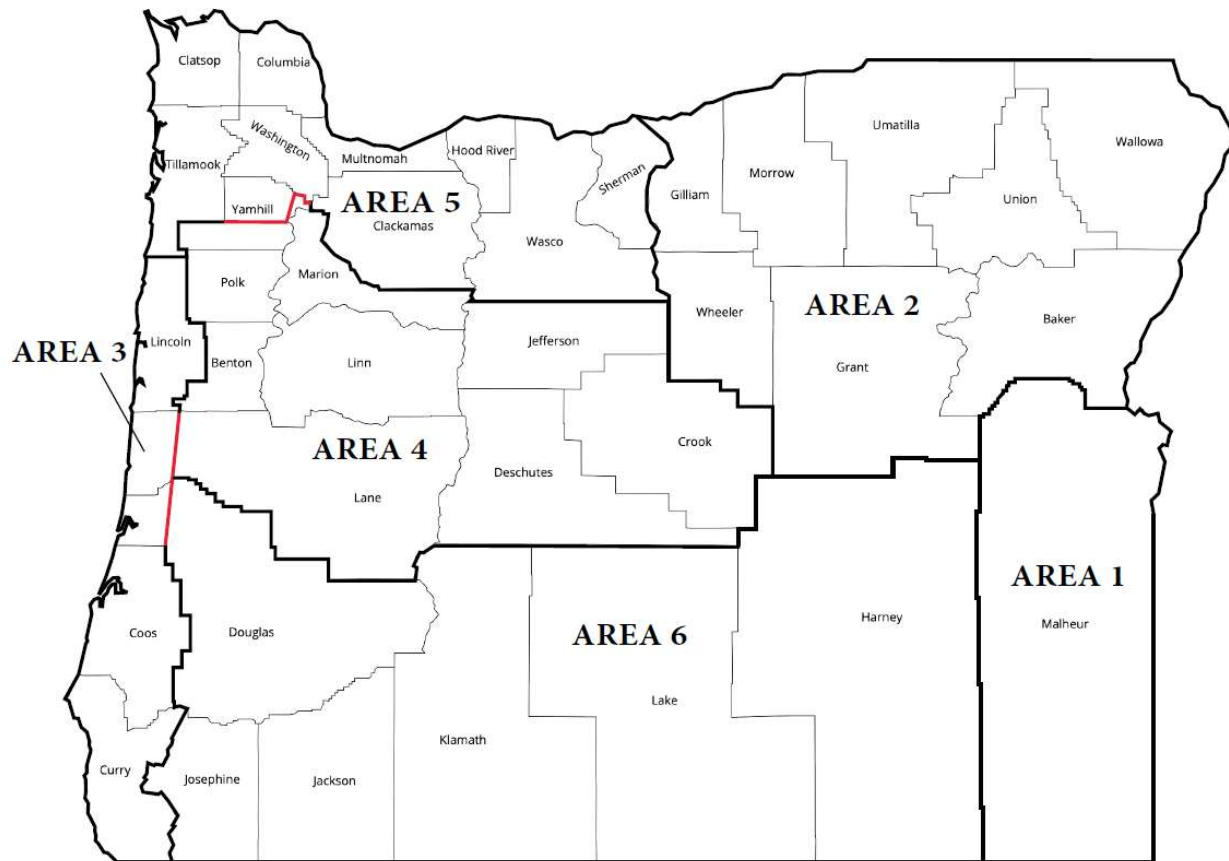 Clatsop
Columbia
Washington
Tillamook
Multnomah
Hood River
Sherman
Gilliam
Morrow
Umatilla
Wallowa
Union
Yamhill
AREA 5
Clackamas
Wasco
Marion
Polk
Wheeler
AREA 2
Baker
Lincoln
Jefferson
AREA 3
Benton
Linn
Grant
AREA 4
Crook
Deschutes
Lane
AREA 1
Coos
Douglas
AREA 6
Harney
Malheur
Lake
Klamath
Curry
Josephine
Jackson